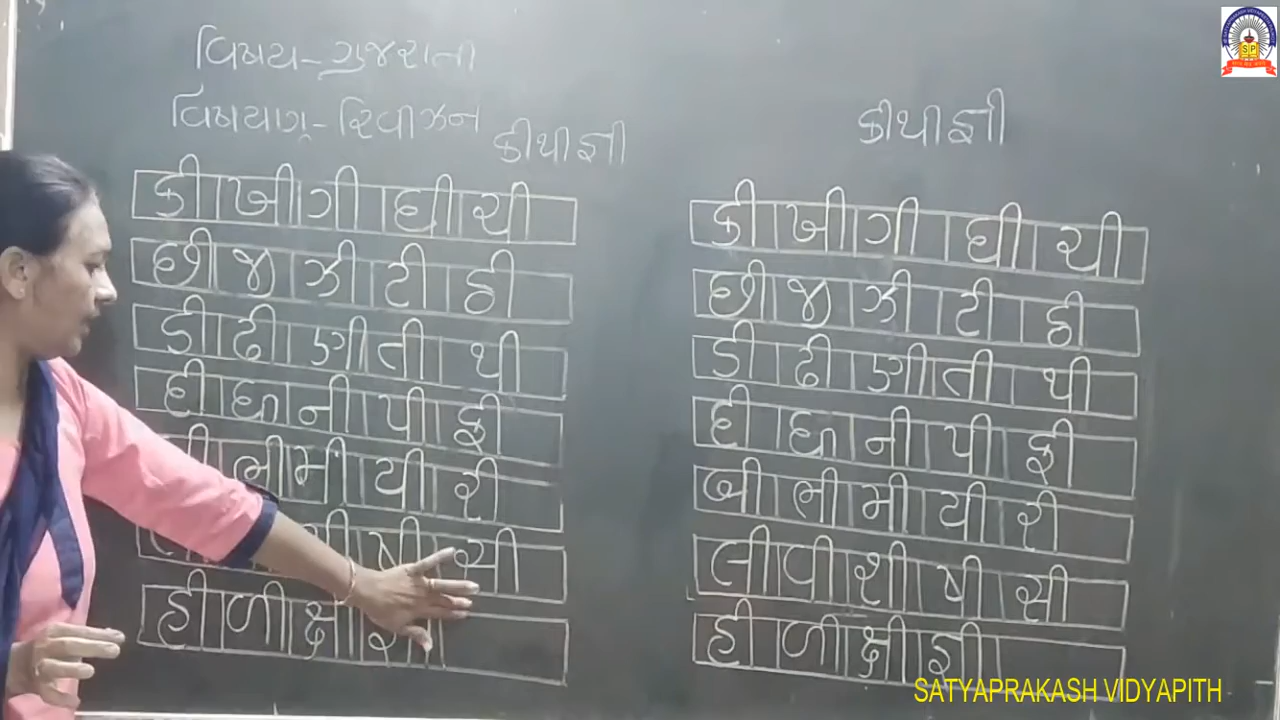 વિષય - ગુજરાતી
વિષયાંગ - રિવીઝન
કીથીજ્ઞી
કી ખી ગી ઘી ચી
છી જી ઝી ટી ઠી
ડી ઢી ણી તી થી
દી ધી ની પી ફી
ભી મી યી રી
ષી સી
હી ળી ક્ષી
કીથીજ્ઞી
કી ખી ગી ઘી ચી
છી જી ઝી ટી ઠી
ડી ઢી ણી તી થી
દી ધી ની પી ફી
બી ભી મી યી રી
લી વી શી ષી સી
હી ળી ક્ષી જ્ઞી
SATYAPRAKASH VIDYAPITH